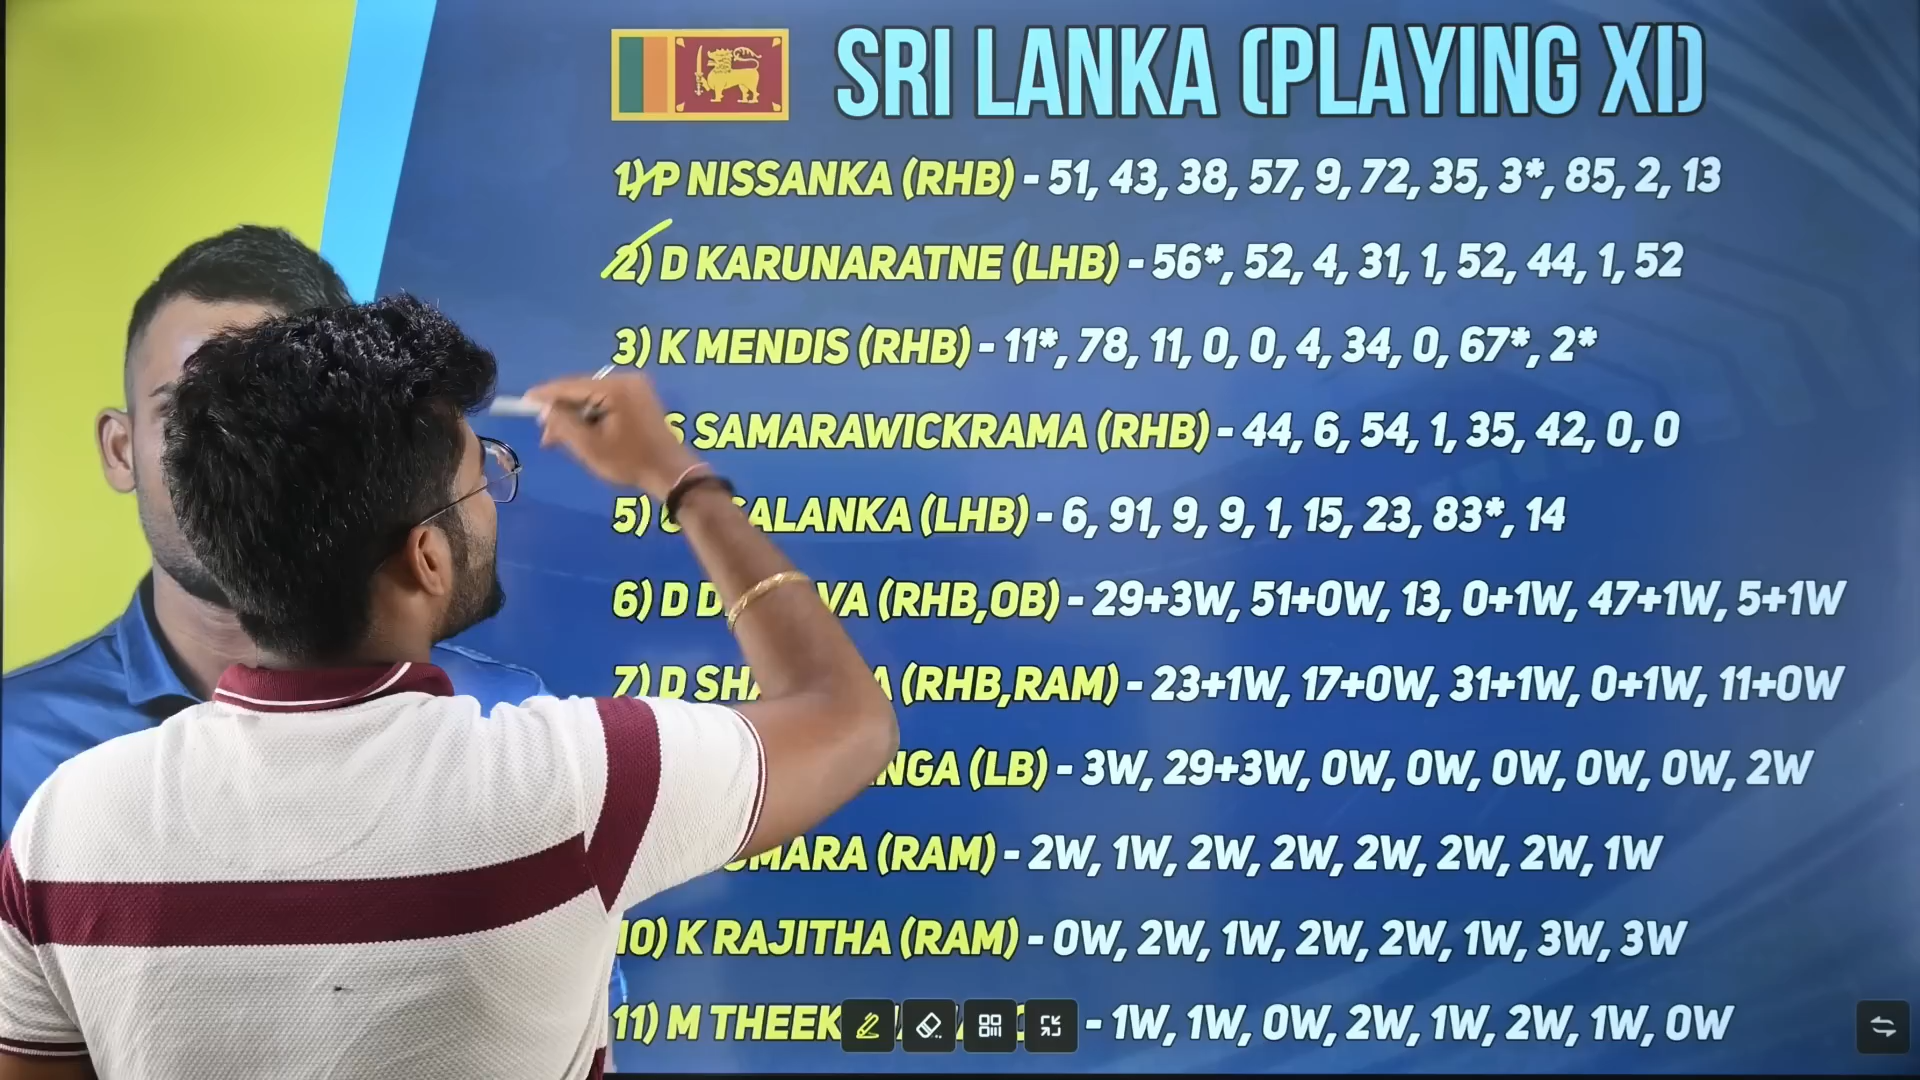 SRI LANKA (PLAYING XI)
1) P NISSANKA (RHB) - 51, 43, 38, 57, 9, 72, 35, 3*, 85, 2, 13
2) D KARUNARATNE (LHB) - 56*, 52, 4, 31, 1, 52, 44, 1, 52
3) K MENDIS (RHB) - 11*, 78, 11, 0, 0, 4, 34, 0, 67*, 2*
S SAMARAWICKRAMA (RHB) - 44, 6, 54, 1, 35, 42, 0, 0
5) (LHB) - 6, 91, 9, 9, 1, 15, 23, 83*, 14
6) D (RHB,OB) - 29+3W, 51+0W, 13, 0+1W, 47+1W, 5+1W
7) D (RHB,RAM) - 23+1W, 17+0W, 31+1W, 0+1W, 11+0W
(LB) - 3W, 29+3W, 0W, 0W, 0W, 0W, 0W, 2W
(RAM) - 2W, 1W, 2W, 2W, 2W, 2W, 2W, 1W
10) K RAJITHA (RAM) - 0W, 2W, 1W, 2W, 2W, 1W, 3W, 3W
11) M - 1W, 1W, 0W, 2W, 1W, 2W, 1W, 0W